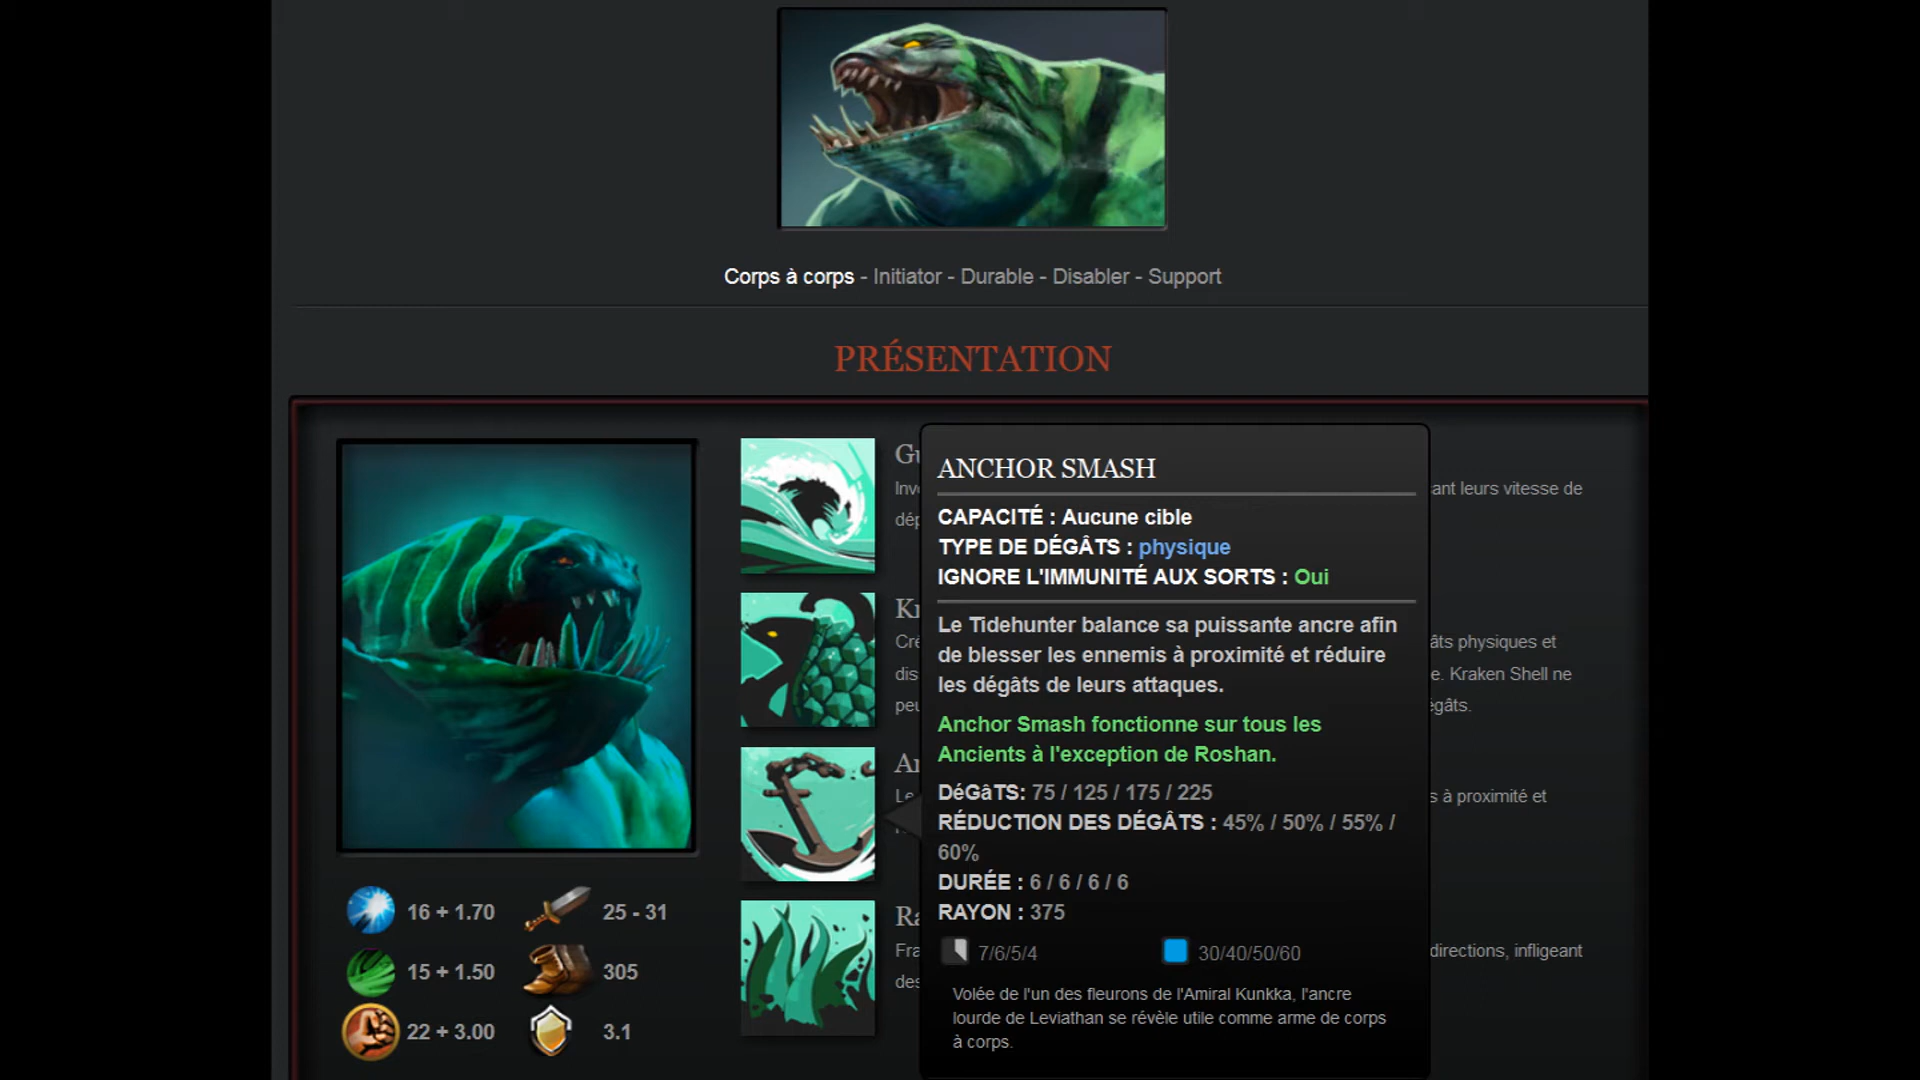 Corps à corps - Initiator - Durable - Disabler - Support
PRÉSENTATION
ANCHOR SMASH
CAPACITÉ : Aucune cible
TYPE DE DÉGÂTS : physique
IGNORE L'IMMUNITÉ AUX SORTS : Oui
Le Tidehunter balance sa puissante ancre afin
de blesser les ennemis à proximité et réduire
les dégâts de leurs attaques.
Anchor Smash fonctionne sur tous les
Ancients à l'exception de Roshan.
DéGâTS: 75 / 125 / 175 / 225
RÉDUCTION DES DÉGÂTS : 45% / 50% / 55% /
60%
DURÉE : 6 / 6 / 6 / 6
RAYON : 375
7/6/5/4 30/40/50/60
Volée de l'un des fleurons de l'Amiral Kunkka, l'ancre
lourde de Leviathan se révèle utile comme arme de corps
à corps.
leurs vitesse de
physiques et
Kraken Shell ne
à proximité et
directions, infligeant
16 + 1.70 25 - 31
15 + 1.50 305
22 + 3.00 3.1